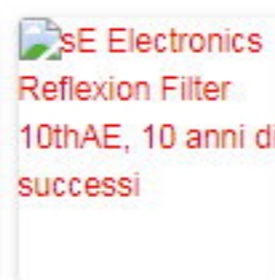 sE Electronics
Reflexion Filter
10thAE, 10 anni di
successi